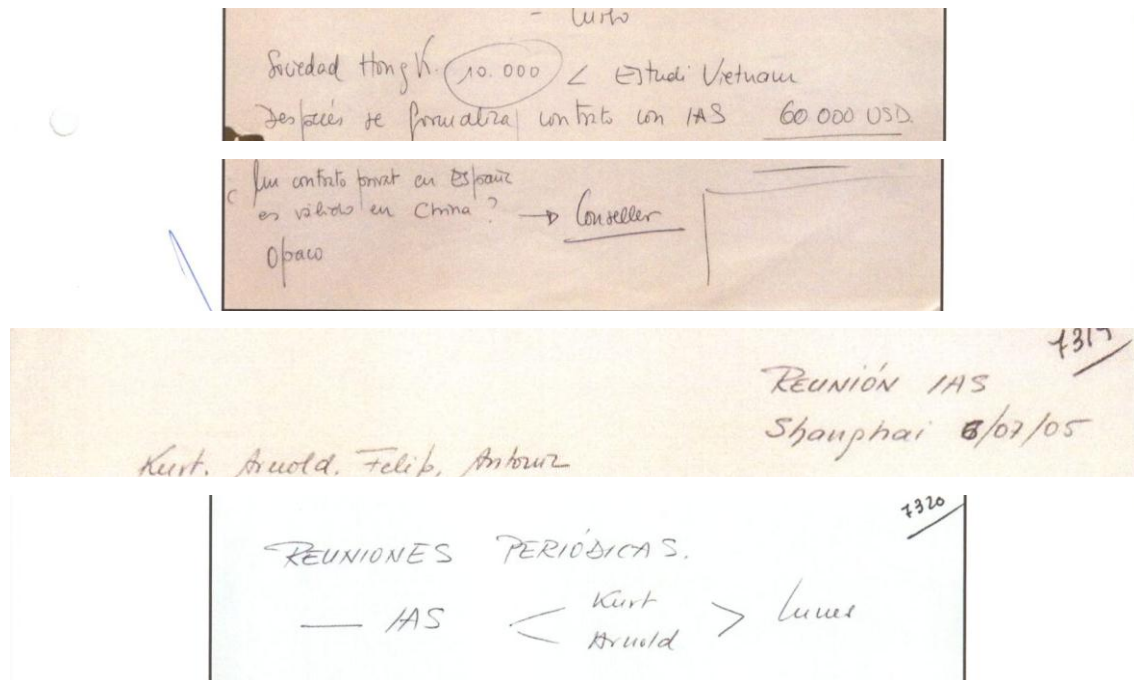 Sociedad Hong K. 10.000 < Estudi Vietnam
Después se formaliza contrato con IAS 60.000 USD.
Un contrato privat en España
es válido en China? → Conseller
Opaco
7319
REUNIÓN IAS
Shanghai 6/07/05
Kurt. Arnold. Felip, Antonio
7320
REUNIONES PERIÓDICAS.
— IAS < Kurt > Lunes
Arnold